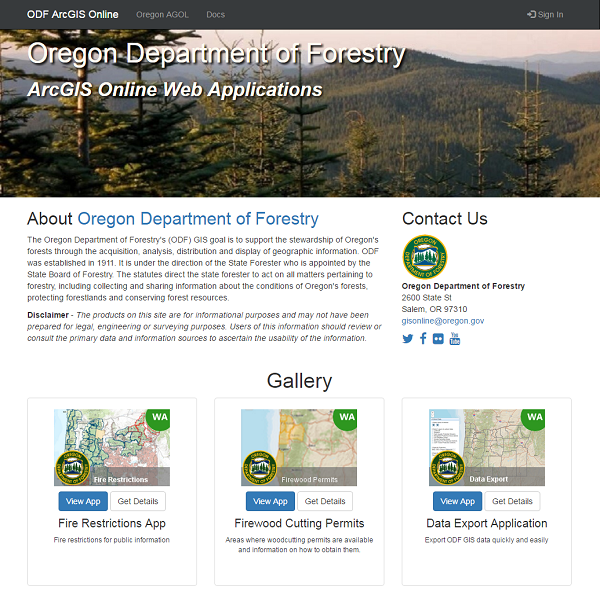 ODF ArcGIS Online Oregon AGOL Docs Sign In
Oregon Department of Forestry
ArcGIS Online Web Applications
About Oregon Department of Forestry
The Oregon Department of Forestry's (ODF) GIS goal is to support the stewardship of Oregon's
forests through the acquisition, analysis, distribution and display of geographic information. ODF
was established in 1911. It is under the direction of the State Forester who is appointed by the
State Board of Forestry. The statutes direct the state forester to act on all matters pertaining to
forestry, including collecting and sharing information about the conditions of Oregon's forests,
protecting forestlands and conserving forest resources.
Disclaimer - The products on this site are for informational purposes and may not have been
prepared for legal, engineering or surveying purposes. Users of this information should review or
consult the primary data and information sources to ascertain the usability of the information.
Contact Us
OREGON
DEPARTMENT OF FORESTRY
Oregon Department of Forestry
2600 State St
Salem, OR 97310
gisonline@oregon.gov
You
Tube
Gallery
WA
OREGON
Fire Restrictions
View App Get Details
Fire Restrictions App
Fire restrictions for public information
WA
OREGON
Firewood Permits
View App Get Details
Firewood Cutting Permits
Areas where woodcutting permits are available
and information on how to obtain them.
WA
OREGON
Data Export
View App Get Details
Data Export Application
Export ODF GIS data quickly and easily